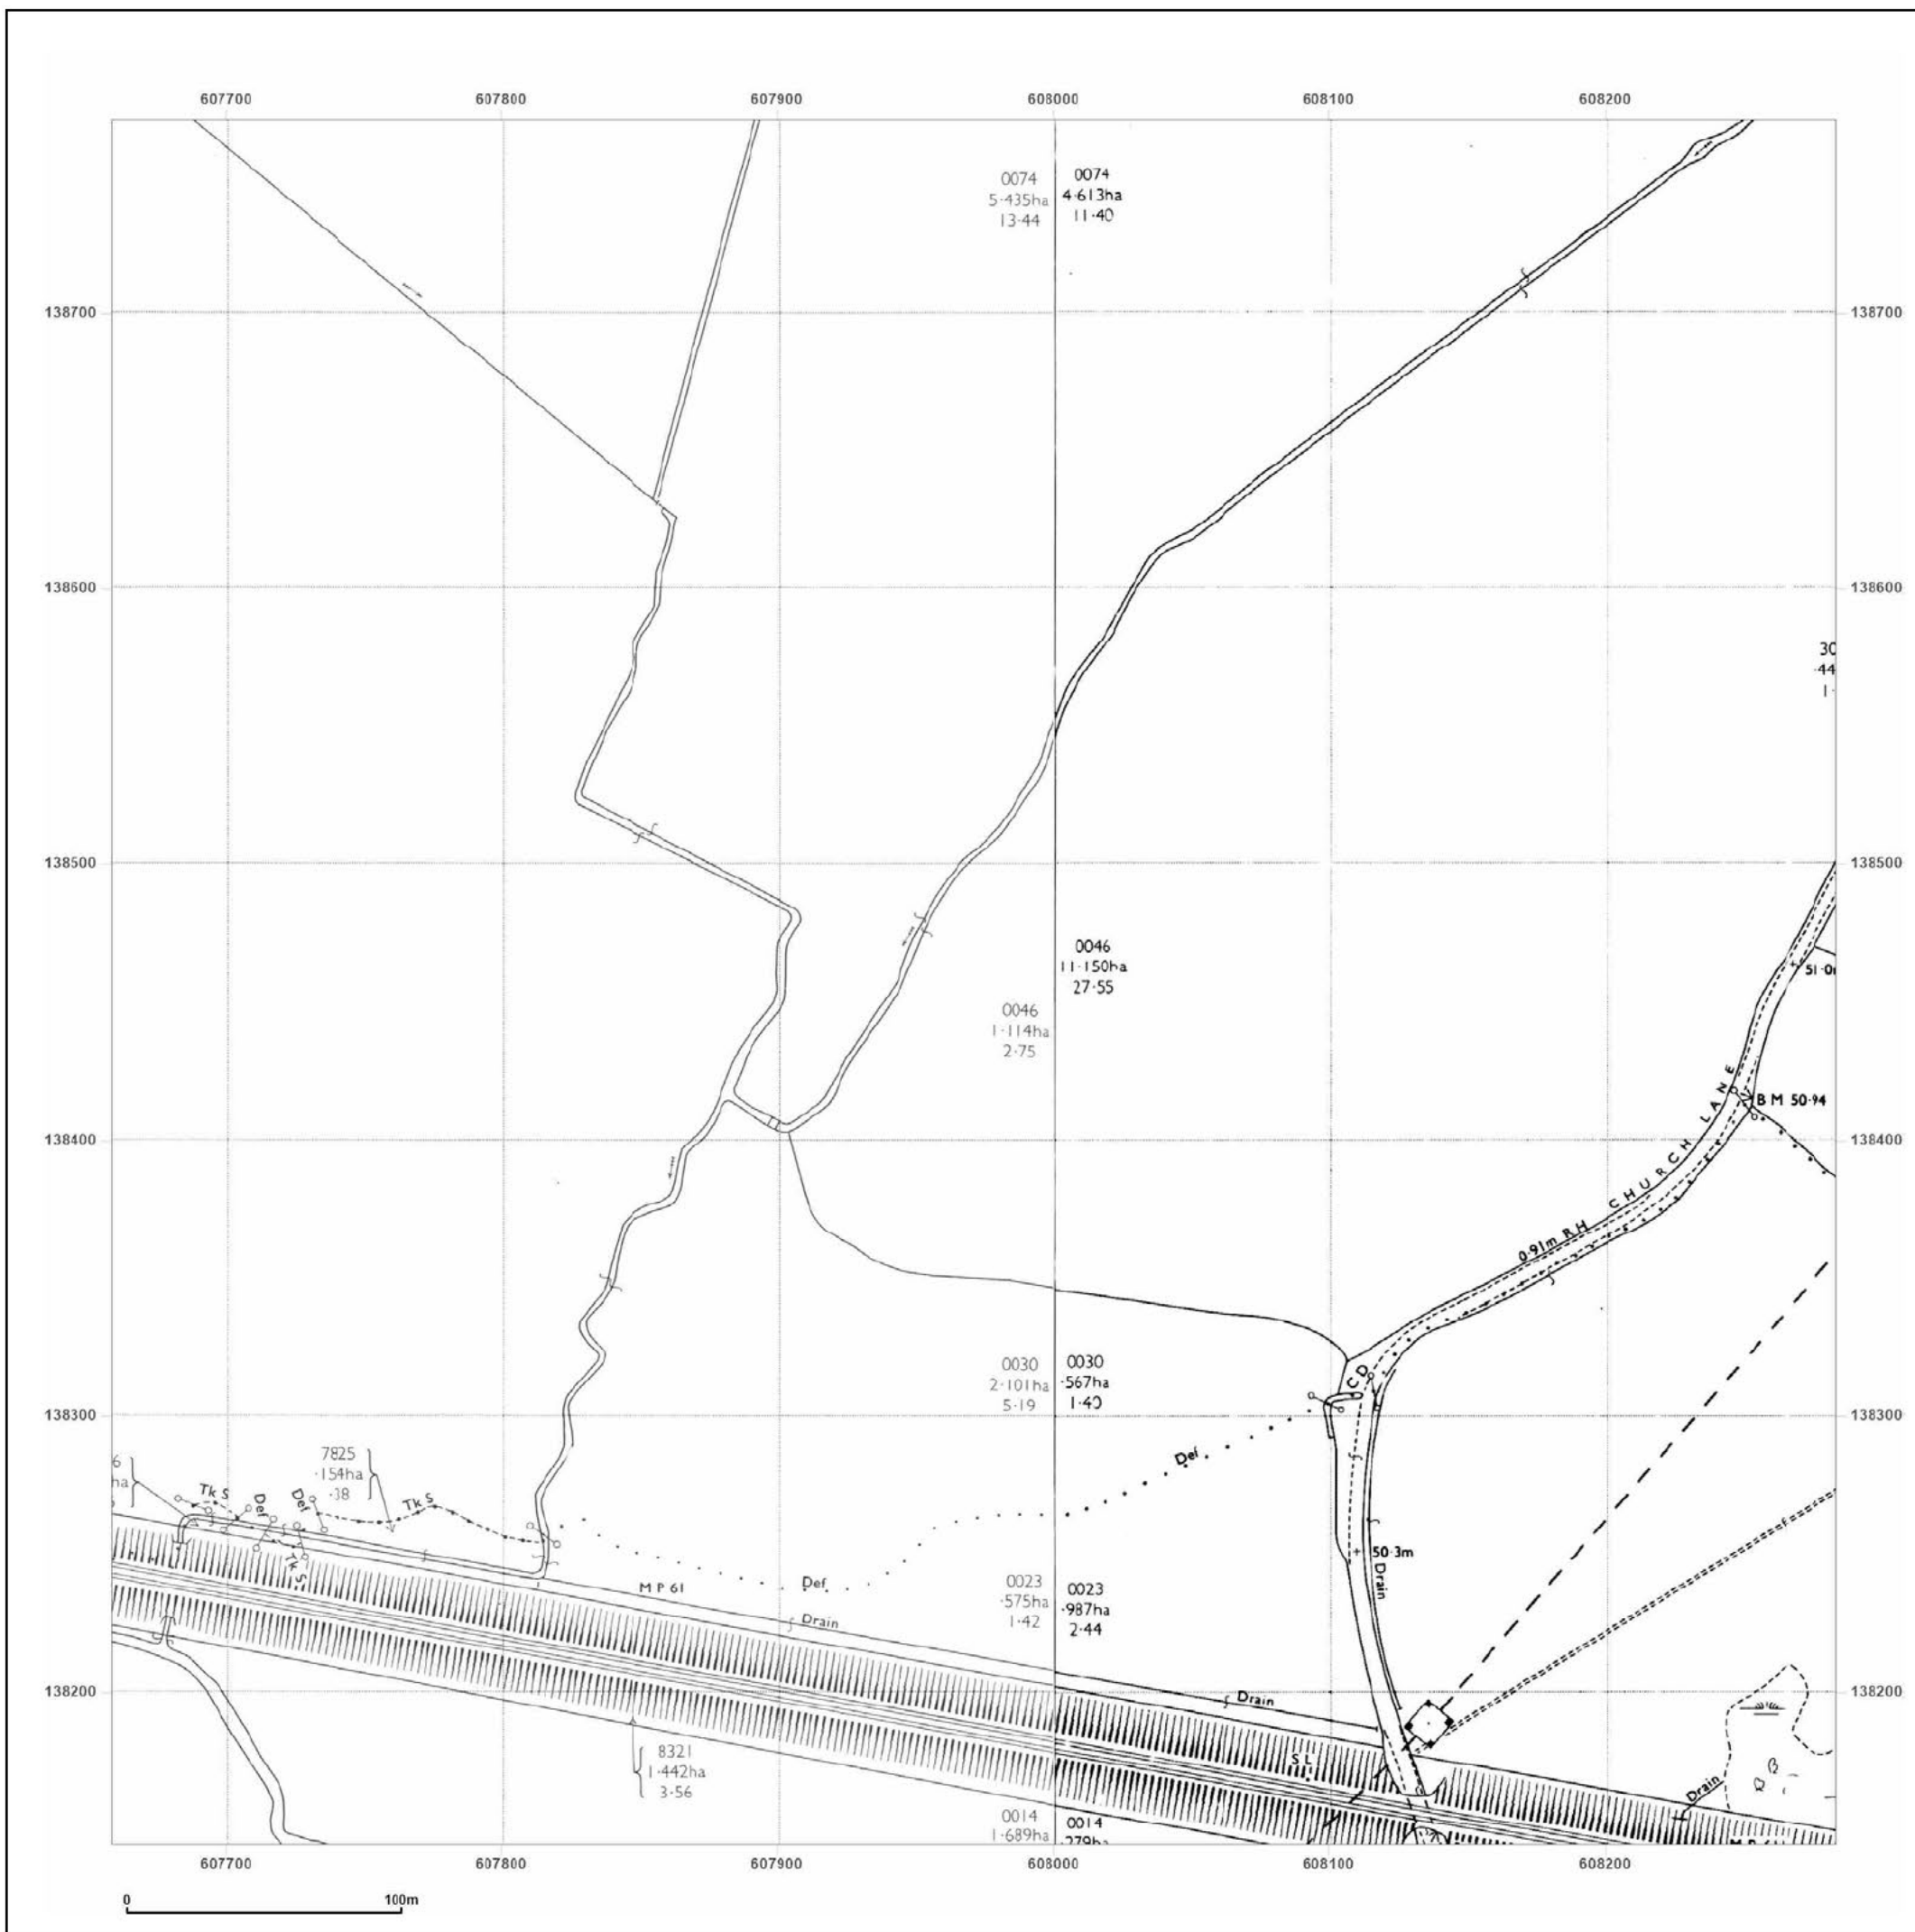 607700 607800 607900 608000 608100 608200
0074
5·435ha
13·44
0074
4·613ha
11·40
138700 138700
138600 138600
30
·44
1·
138500 138500
0046
11·150ha
27·55
51·0
0046
1·114ha
2·75
CHURCH LANE
BM 50·94
138400 138400
0·91m RH
CD
0030
2·101ha
5·19
0030
·567ha
1·40
138300 138300
Def
6
ha
7825
·154ha
·38
Tk S
Def
Def
Tk S
Tk S
50·3m
Drain
MP 61
Def
Drain
0023
·575ha
1·42
0023
·987ha
2·44
138200 138200
Drain
SL
8321
1·442ha
3·56
Drain
0014
1·689ha
0014
·279ha
607700 607800 607900 608000 608100 608200
0 100m